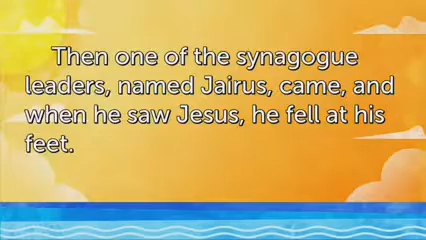 Then one of the synagogue
leaders, named Jairus, came, and
when he saw Jesus, he fell at his
feet.